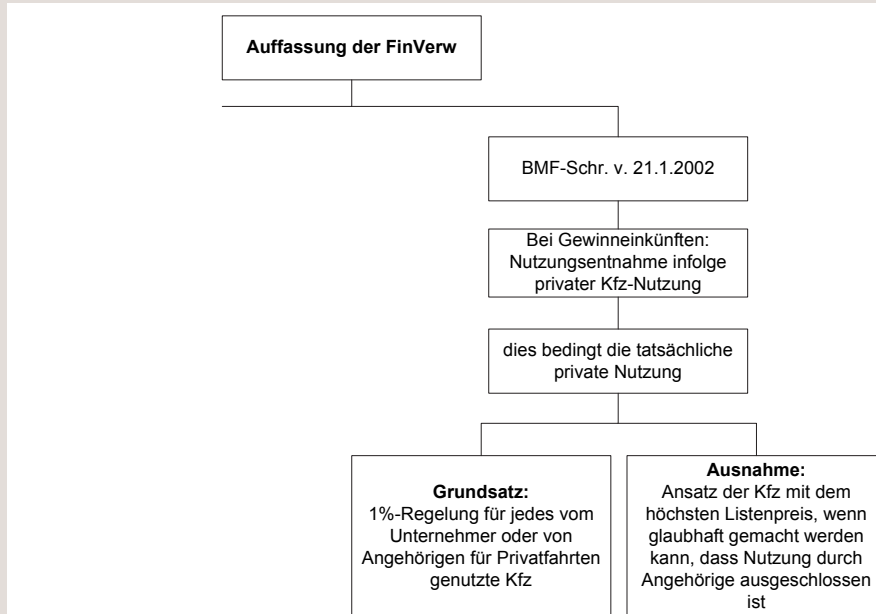 Auffassung der FinVerw
BMF-Schr. v. 21.1.2002
Bei Gewinneinkünften:
Nutzungsentnahme infolge
privater Kfz-Nutzung
dies bedingt die tatsächliche
private Nutzung
Grundsatz:
1%-Regelung für jedes vom
Unternehmer oder von
Angehörigen für Privatfahrten
genutzte Kfz
Ausnahme:
Ansatz der Kfz mit dem
höchsten Listenpreis, wenn
glaubhaft gemacht werden
kann, dass Nutzung durch
Angehörige ausgeschlossen
ist